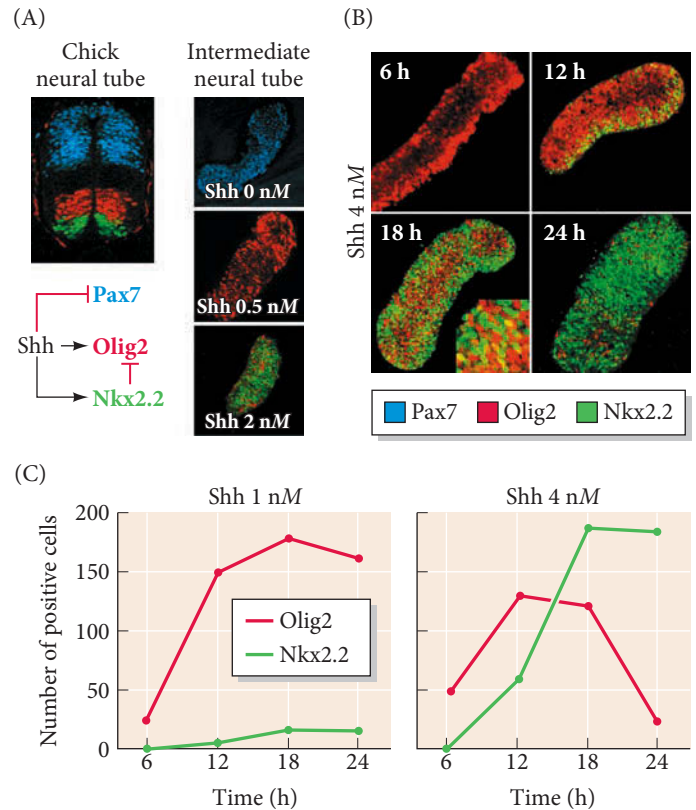 (A)
Chick
neural tube
Intermediate
neural tube
Shh 0 nM
Shh 0.5 nM
Shh 2 nM
Pax7
Shh
Olig2
Nkx2.2
(B)
Shh 4 nM
6 h
12 h
18 h
24 h
Pax7
Olig2
Nkx2.2
(C)
Shh 1 nM
Shh 4 nM
Number of positive cells
200
150
100
50
0
Olig2
Nkx2.2
6
12
18
24
6
12
18
24
Time (h)
Time (h)